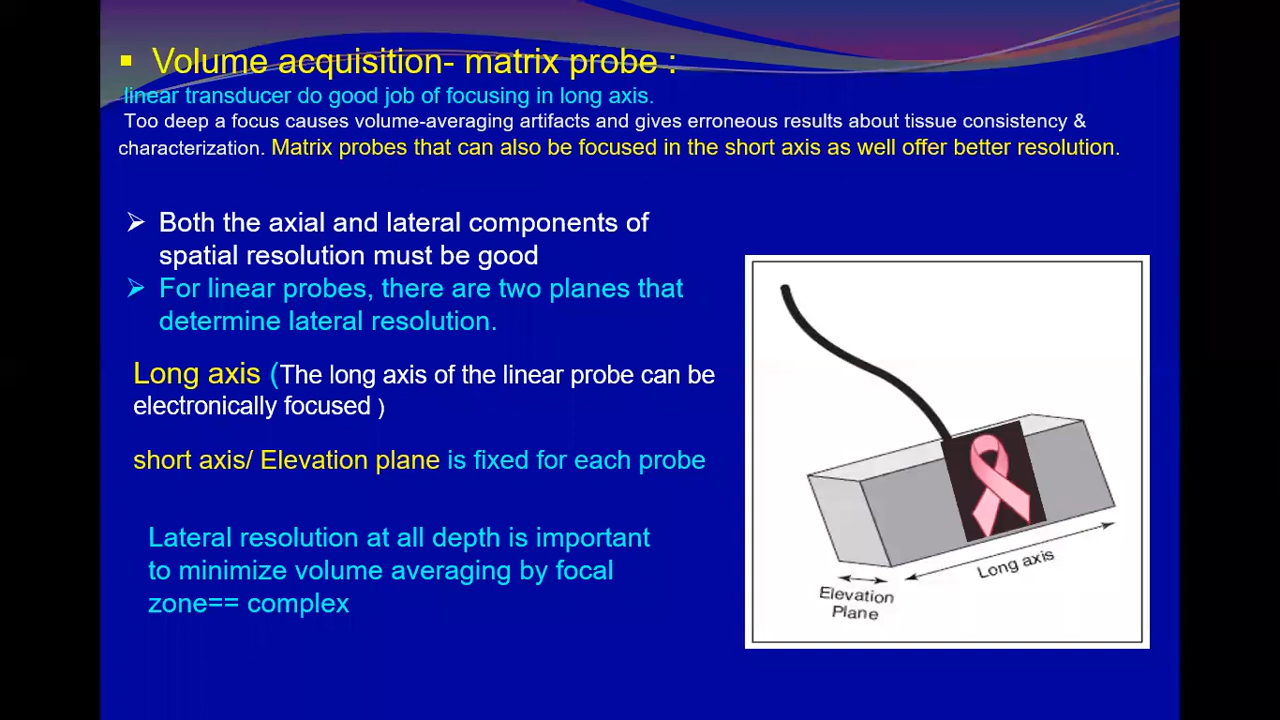 ▪ Volume acquisition- matrix probe :
linear transducer do good job of focusing in long axis.
Too deep a focus causes volume-averaging artifacts and gives erroneous results about tissue consistency &
characterization. Matrix probes that can also be focused in the short axis as well offer better resolution.
➢ Both the axial and lateral components of
spatial resolution must be good
➢ For linear probes, there are two planes that
determine lateral resolution.
Long axis (The long axis of the linear probe can be
electronically focused )
short axis/ Elevation plane is fixed for each probe
Lateral resolution at all depth is important
to minimize volume averaging by focal
zone== complex
Long axis
Elevation
Plane